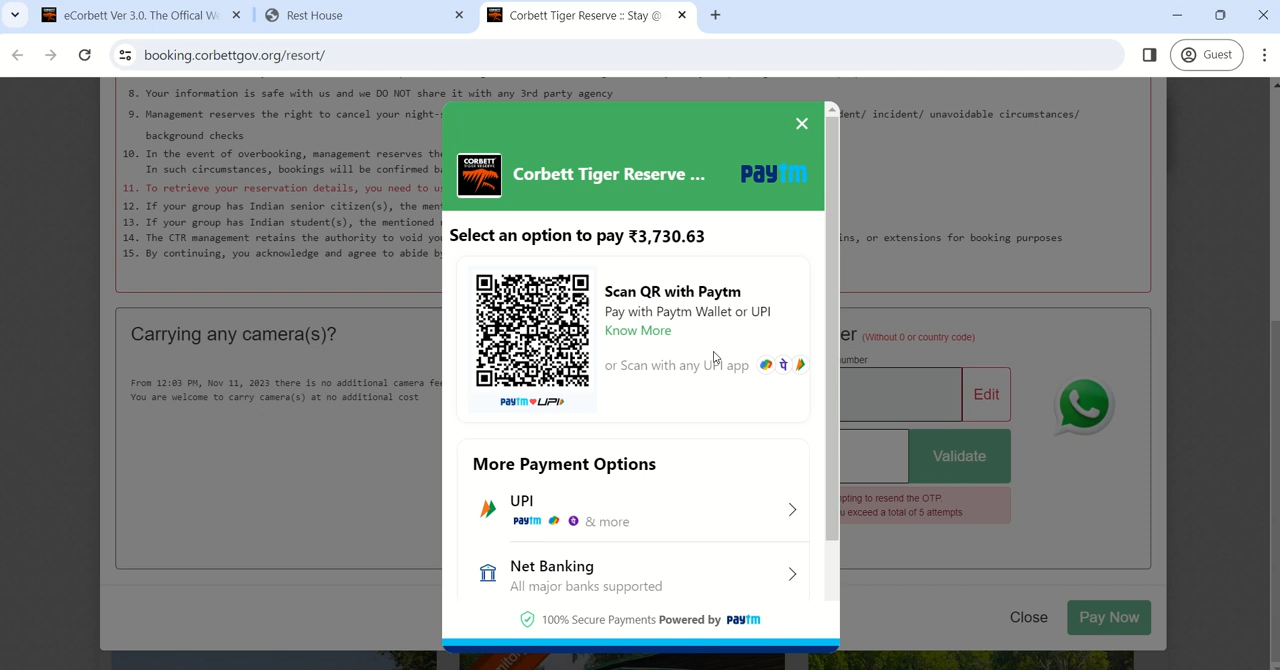 eCorbett Ver 3.0. The Offical W
Rest House
Corbett Tiger Reserve :: Stay @
booking.corbettgov.org/resort/
Guest
8. Your information is safe with us and we DO NOT share it with any 3rd party agency
9. Management reserves the right to cancel your night-
dent/ incident/ unavoidable circumstances/
background checks
10. In the event of overbooking, management reserves the
In such circumstances, bookings will be confirmed ba
11. To retrieve your reservation details, you need to us
12. If your group has Indian senior citizen(s), the ment
13. If your group has Indian student(s), the mentioned
14. The CTR management retains the authority to void yo
ins, or extensions for booking purposes
15. By continuing, you acknowledge and agree to abide by
CORBETT
TIGER RESERVE
Corbett Tiger Reserve ...
paytm
Select an option to pay ₹3,730.63
Scan QR with Paytm
Pay with Paytm Wallet or UPI
Know More
or Scan with any UPI app
paytm UPI
More Payment Options
UPI
paytm & more
Net Banking
All major banks supported
100% Secure Payments Powered by paytm
Carrying any camera(s)?
From 12:03 PM, Nov 11, 2023 there is no additional camera fee
You are welcome to carry camera(s) at no additional cost
er (Without 0 or country code)
number
Edit
Validate
pting to resend the OTP.
u exceed a total of 5 attempts
Close
Pay Now